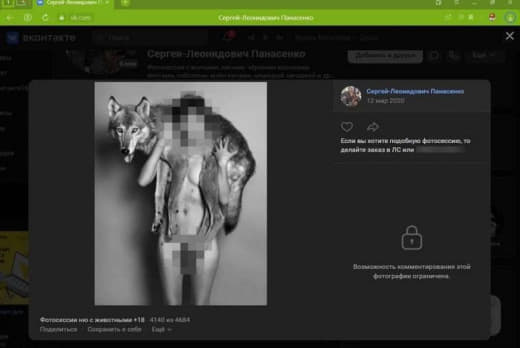 Сергей-Леонидович Панасенко
vk.com
Сергей-Леонидович Панасенко
ВКОНТАКТЕ
Сергей-Леонидович Панасенко
Добавить в друзья
Ещё
Сергей-Леонидович Панасенко
12 мар 2020
Если вы хотите подобную фотосессию, то
делайте заказ в ЛС или
Возможность комментирования этой
фотографии ограничена.
Фотосессии ню с животными +18 4140 из 4684
Поделиться Сохранить к себе Ещё